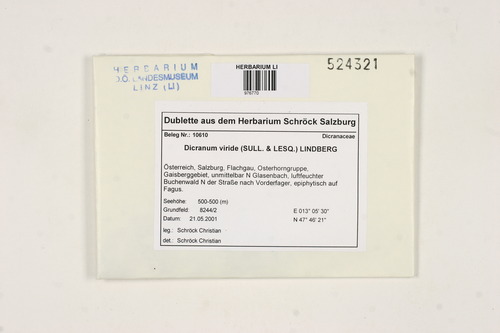 HERBARIUM
O.Ö. LANDESMUSEUM
LINZ (LI)
HERBARIUM LI
524321
Dublette aus dem Herbarium Schröck Salzburg
Beleg Nr.: 10610 Dicranaceae
Dicranum viride (SULL. & LESQ.) LINDBERG
Österreich, Salzburg, Flachgau, Osterhorngruppe,
Gaisberggebiet, unmittelbar N Glasenbach, luftfeuchter
Buchenwald N der Straße nach Vorderfager, epiphytisch auf
Fagus.
Seehöhe: 500-500 (m)
Grundfeld: 8244/2 E 013° 05' 30"
Datum: 21.05.2001 N 47° 46' 21"
leg.: Schröck Christian
det.: Schröck Christian